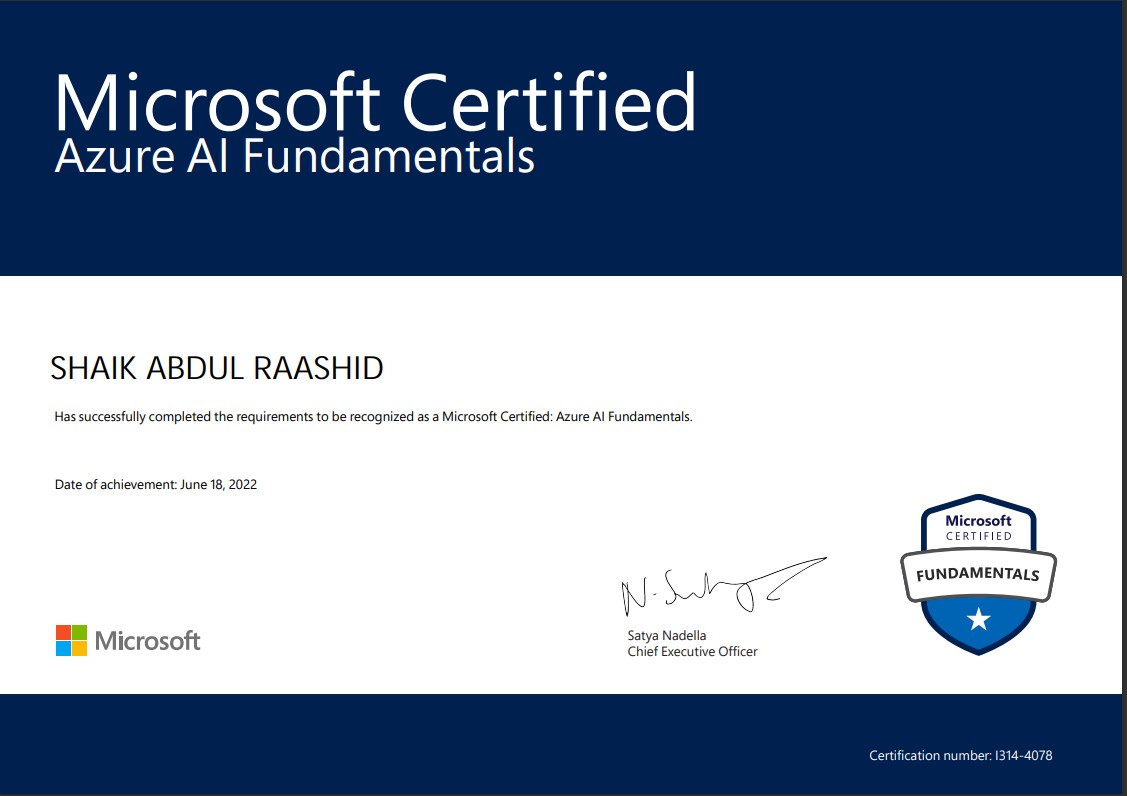 Microsoft Certified
Azure AI Fundamentals
SHAIK ABDUL RAASHID
Has successfully completed the requirements to be recognized as a Microsoft Certified: Azure AI Fundamentals.
Date of achievement: June 18, 2022
Microsoft
CERTIFIED
FUNDAMENTALS
N. Satya
Satya Nadella
Chief Executive Officer
Microsoft
Certification number: I314-4078